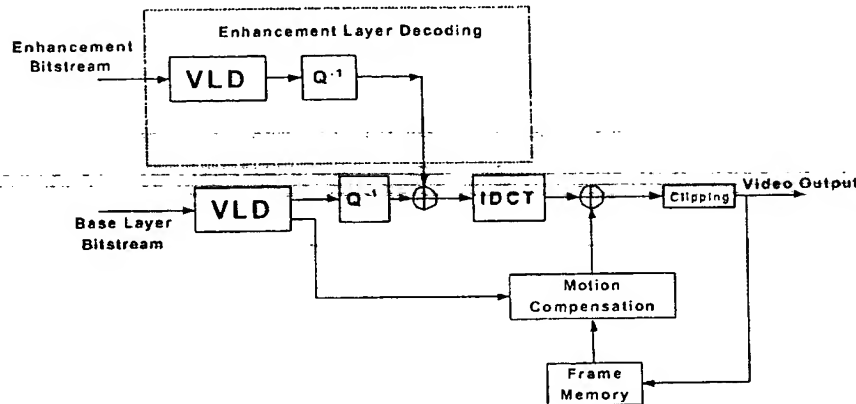 Enhancement Layer Decoding
Enhancement
Bitstream
VLD
Q⁻¹
VLD
Q⁻¹
IDCT
Clipping
Video Output
Base Layer
Bitstream
Motion
Compensation
Frame
Memory